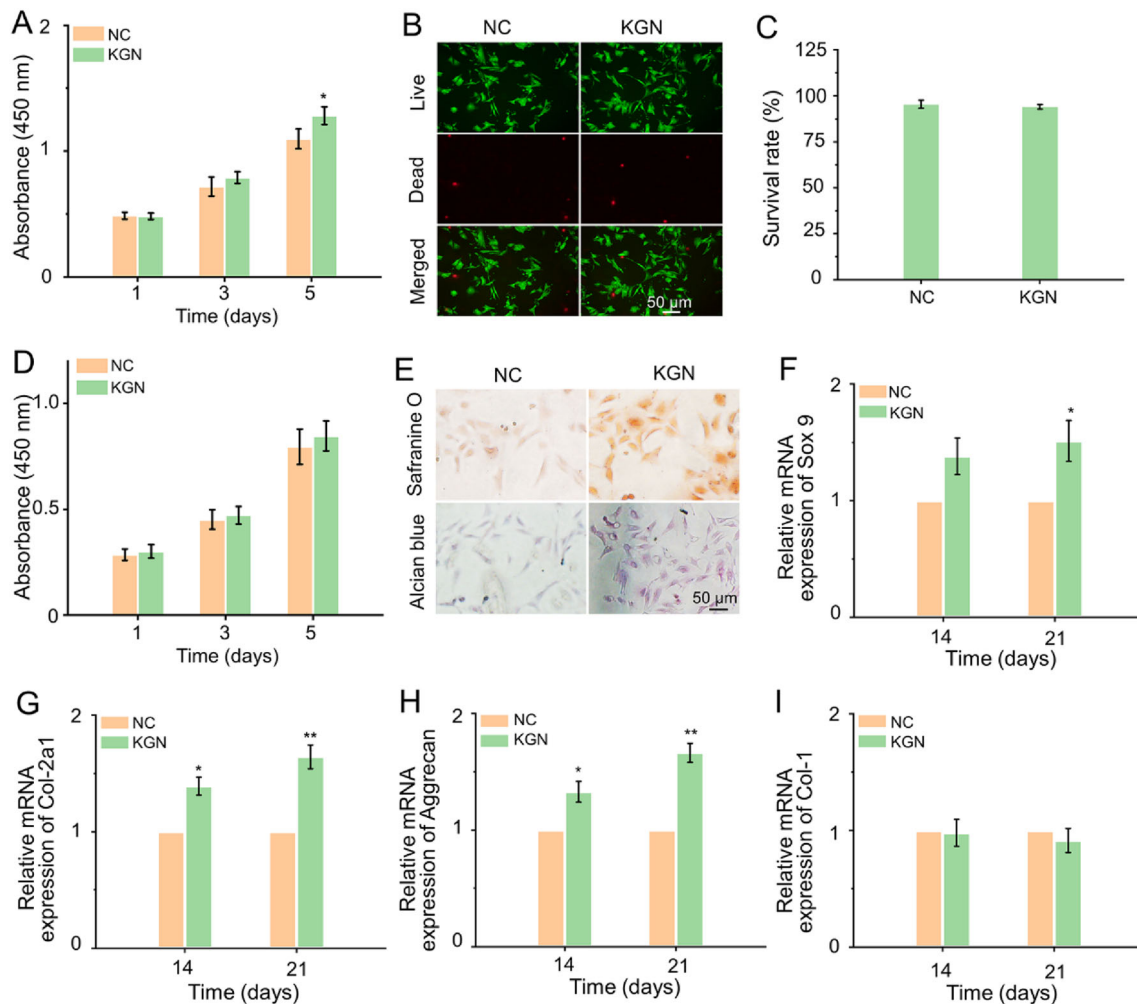 A
NC
KGN
Absorbance (450 nm)
2
1
0
*
1 3 5
Time (days)
B
NC KGN
Live
Dead
Merged
50 μm
C
Survival rate (%)
125
100
75
50
25
0
NC KGN
D
NC
KGN
Absorbance (450 nm)
1.0
0.5
0
1 3 5
Time (days)
E
NC KGN
Safranine O
Alcian blue
50 μm
F
NC
KGN
Relative mRNA
expression of Sox 9
2
1
0
*
14 21
Time (days)
G
NC
KGN
Relative mRNA
expression of Col-2a1
2
1
0
* **
14 21
Time (days)
H
NC
KGN
Relative mRNA
expression of Aggrecan
2
1
0
* **
14 21
Time (days)
I
NC
KGN
Relative mRNA
expression of Col-1
2
1
0
14 21
Time (days)